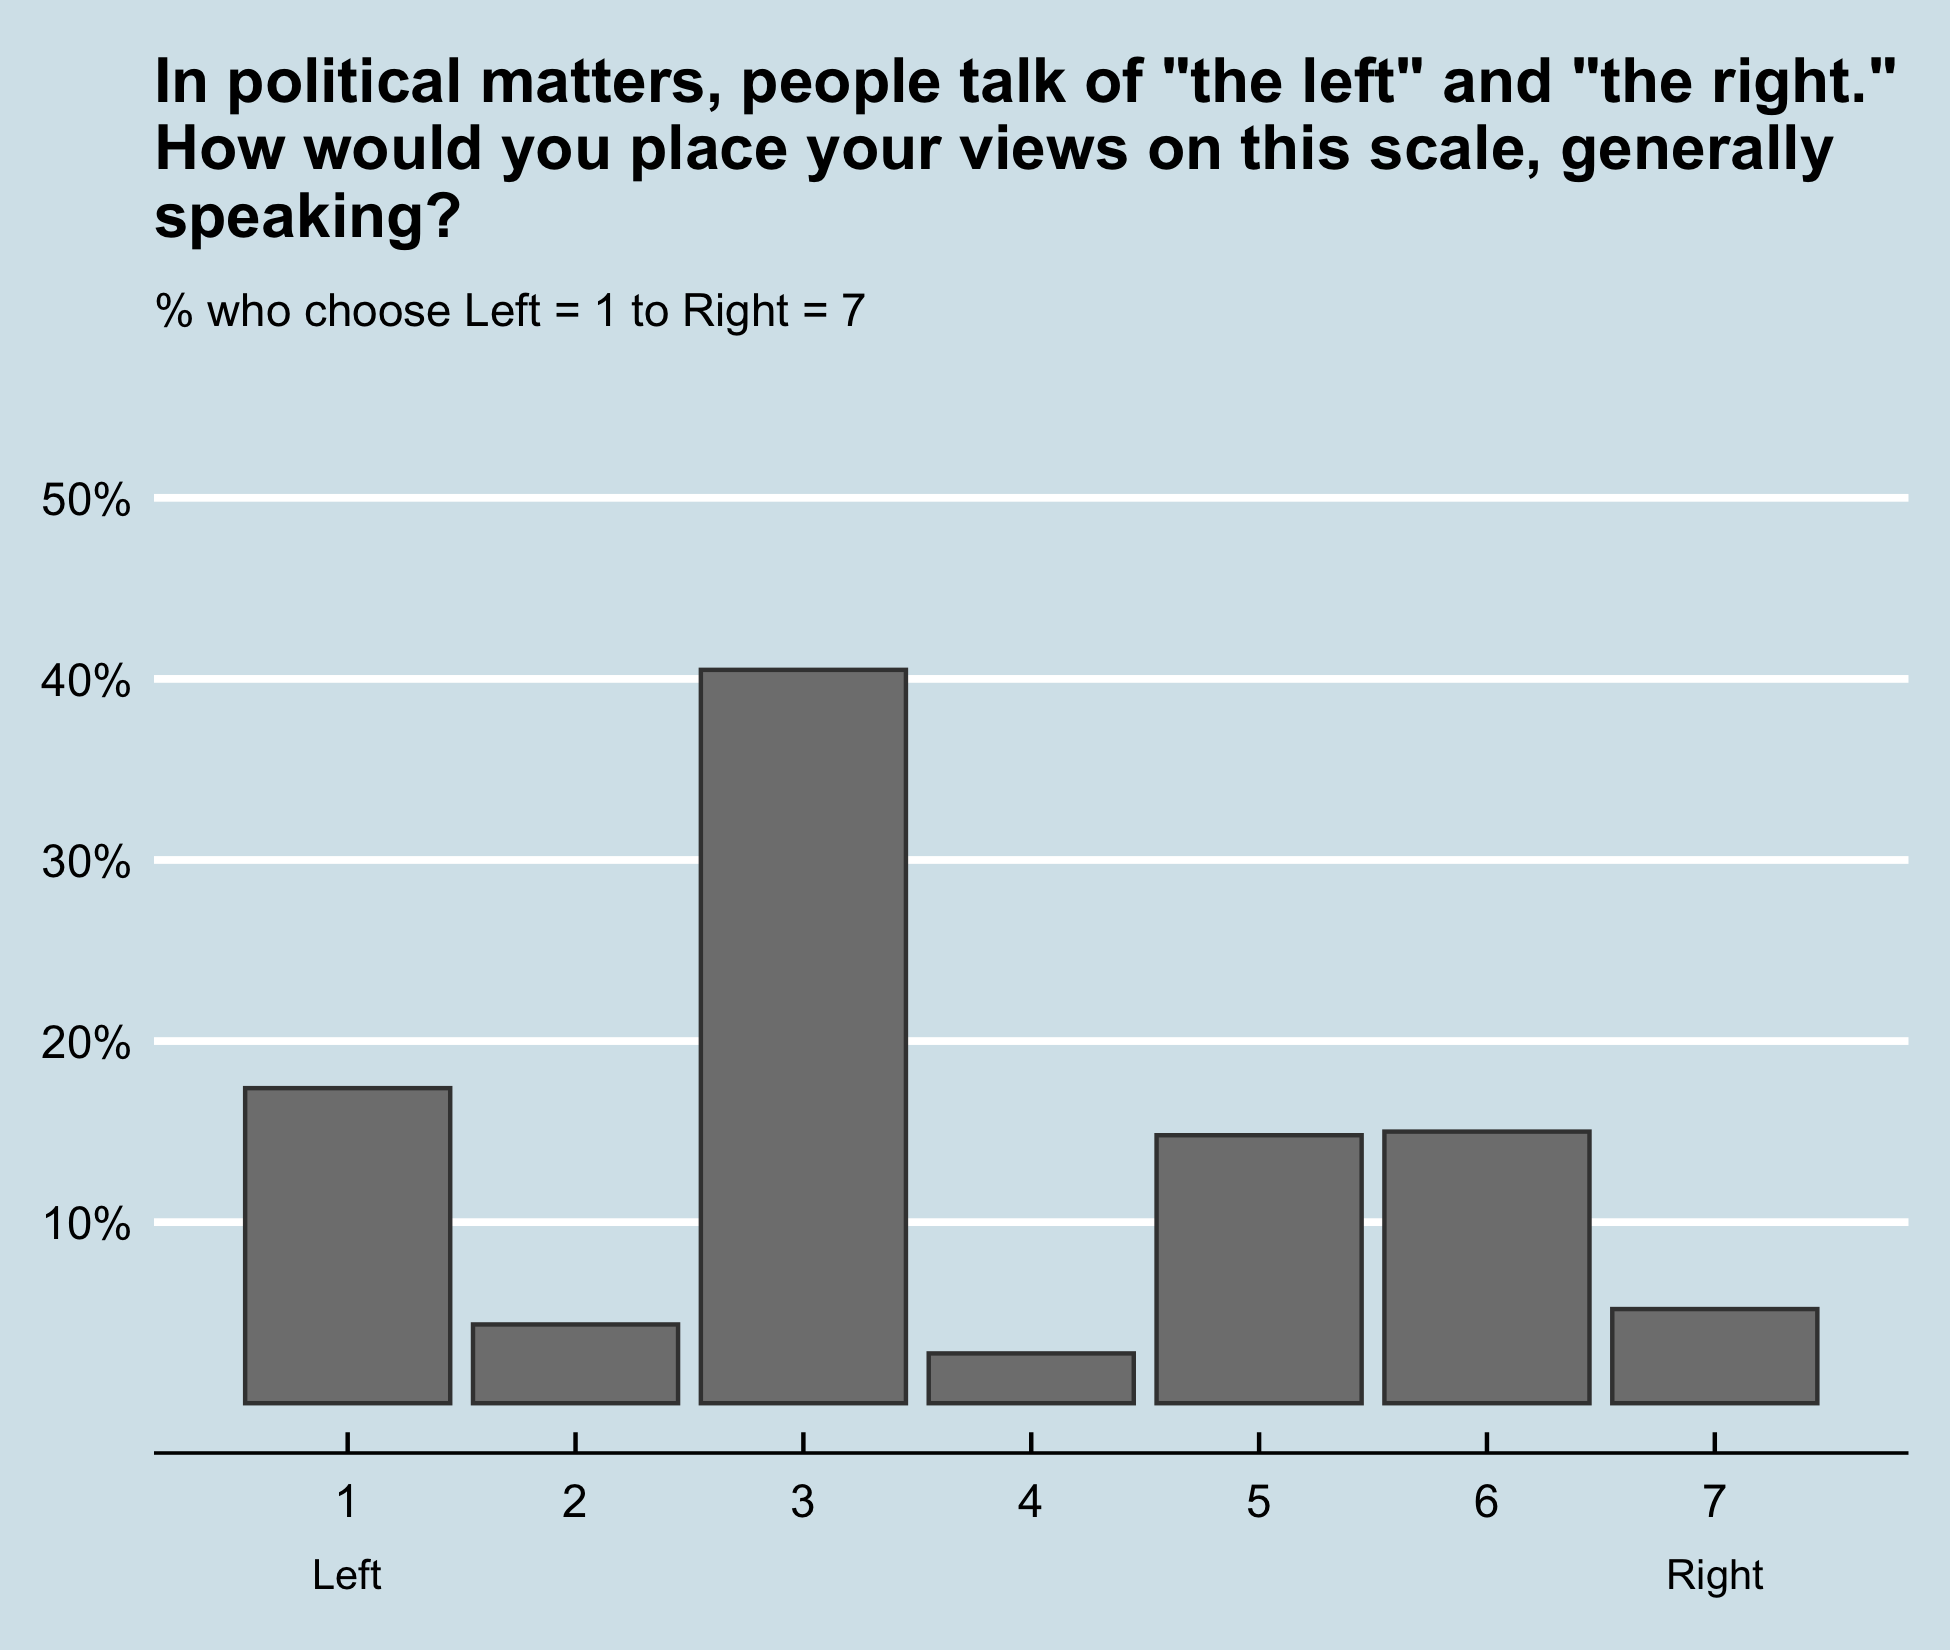 In political matters, people talk of "the left" and "the right."
How would you place your views on this scale, generally
speaking?
% who choose Left = 1 to Right = 7
50%
40%
30%
20%
10%
1 2 3 4 5 6 7
Left Right